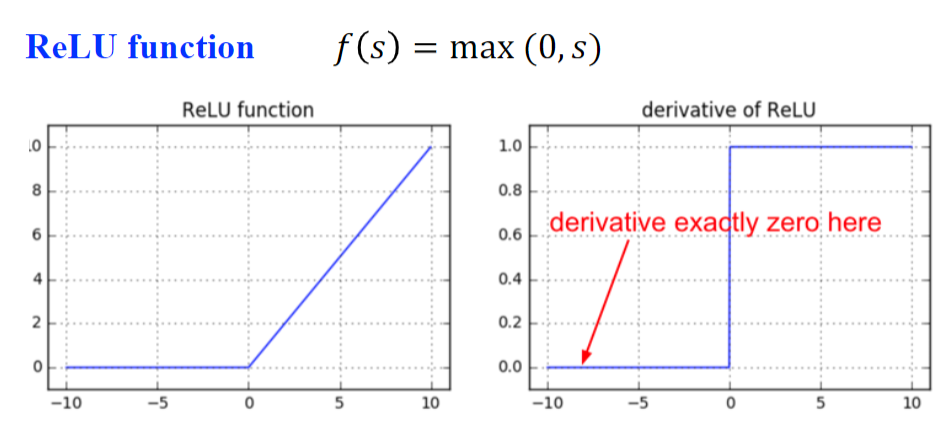 ReLU function f(s) = max (0, s)
ReLU function
.0
8
6
4
2
0
−10 −5 0 5 10
derivative of ReLU
1.0
0.8
derivative exactly zero here
0.6
0.4
0.2
0.0
−10 −5 0 5 10